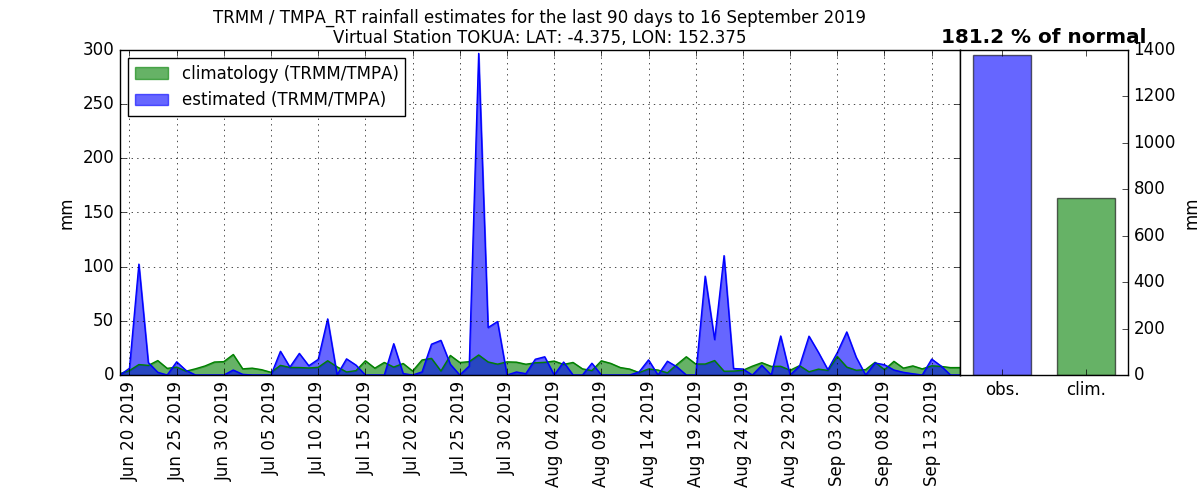 TRMM / TMPA_RT rainfall estimates for the last 90 days to 16 September 2019
Virtual Station TOKUA: LAT: -4.375, LON: 152.375
181.2 % of normal
climatology (TRMM/TMPA)
estimated (TRMM/TMPA)
mm
300
250
200
150
100
50
0
Jun 20 2019
Jun 25 2019
Jun 30 2019
Jul 05 2019
Jul 10 2019
Jul 15 2019
Jul 20 2019
Jul 25 2019
Jul 30 2019
Aug 04 2019
Aug 09 2019
Aug 14 2019
Aug 19 2019
Aug 24 2019
Aug 29 2019
Sep 03 2019
Sep 08 2019
Sep 13 2019
1400
1200
1000
800
600
400
200
0
mm
obs.
clim.